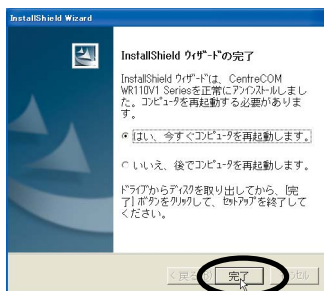 InstallShield Wizard
InstallShield ｳｨｻﾞｰﾄﾞの完了
InstallShield ｳｨｻﾞｰﾄﾞは、CentreCOM
WR110V1 Seriesを正常にｱﾝｲﾝｽﾄｰﾙしまし
た。ｺﾝﾋﾟｭｰﾀを再起動する必要がありま
す。
はい、今すぐｺﾝﾋﾟｭｰﾀを再起動します。
いいえ、後でｺﾝﾋﾟｭｰﾀを再起動します。
ﾄﾞﾗｲﾌﾞからﾃﾞｨｽｸを取り出してから、[完
了] ﾎﾞﾀﾝをｸﾘｯｸして、ｾｯﾄｱｯﾌﾟを終了して
ください。
< 戻 完了 ｾﾙ